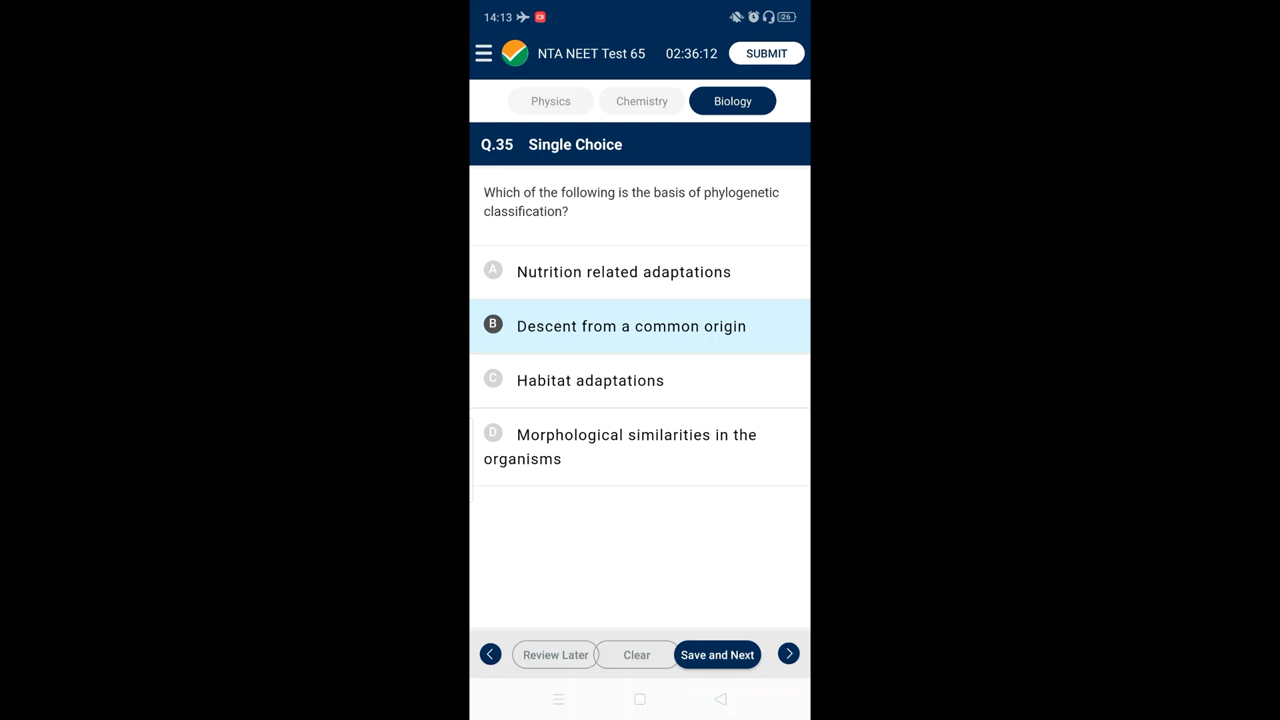 14:13
26
NTA NEET Test 65 02:36:12 SUBMIT
Physics Chemistry Biology
Q.35 Single Choice
Which of the following is the basis of phylogenetic
classification?
A Nutrition related adaptations
B Descent from a common origin
C Habitat adaptations
D Morphological similarities in the
organisms
Review Later Clear Save and Next